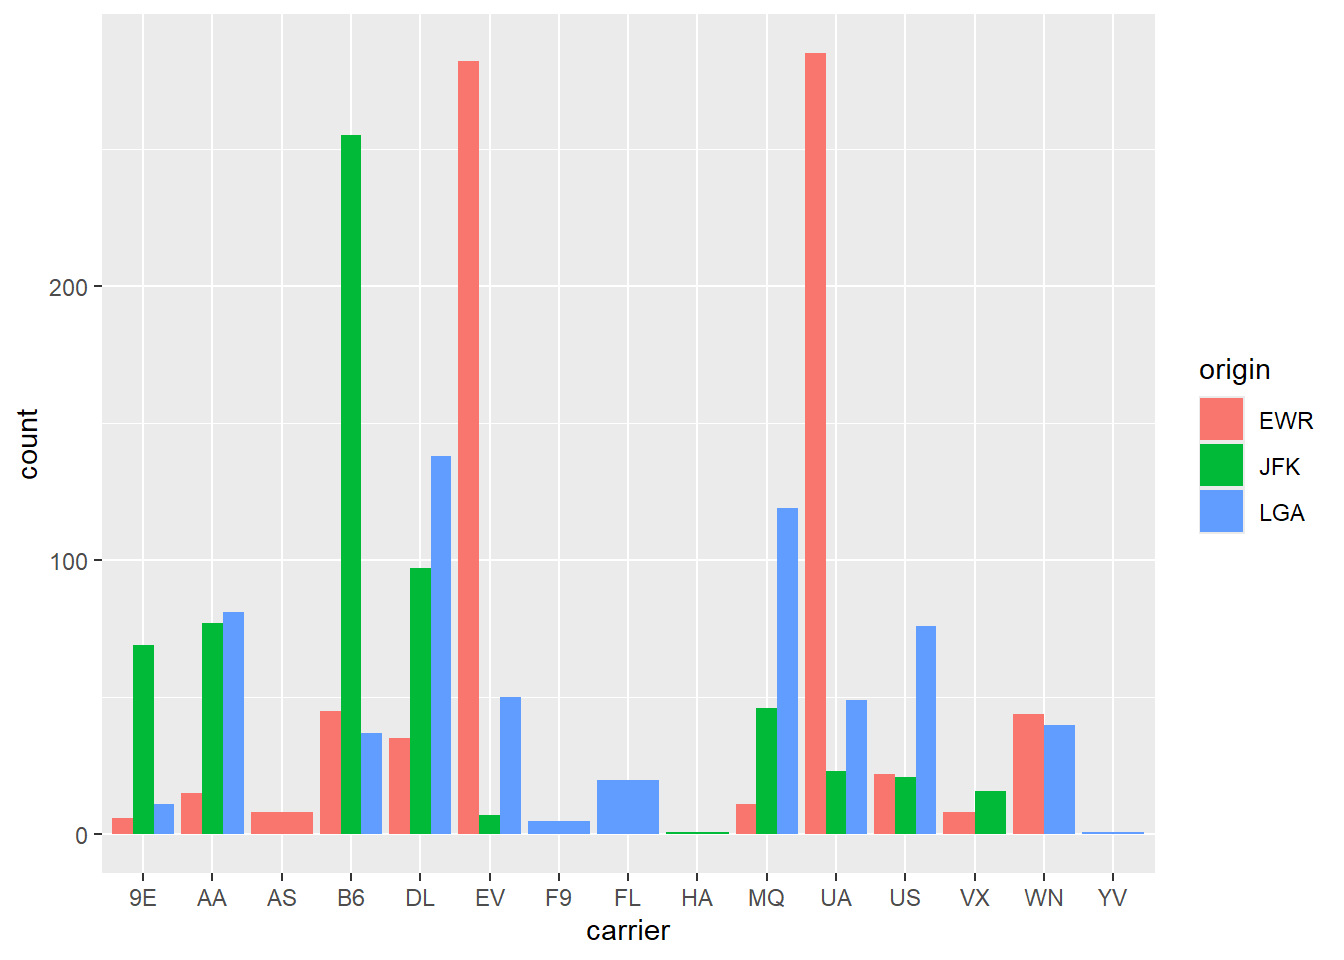 count
200
100
0
9E AA AS B6 DL EV F9 FL HA MQ UA US VX WN YV
carrier
origin
EWR
JFK
LGA